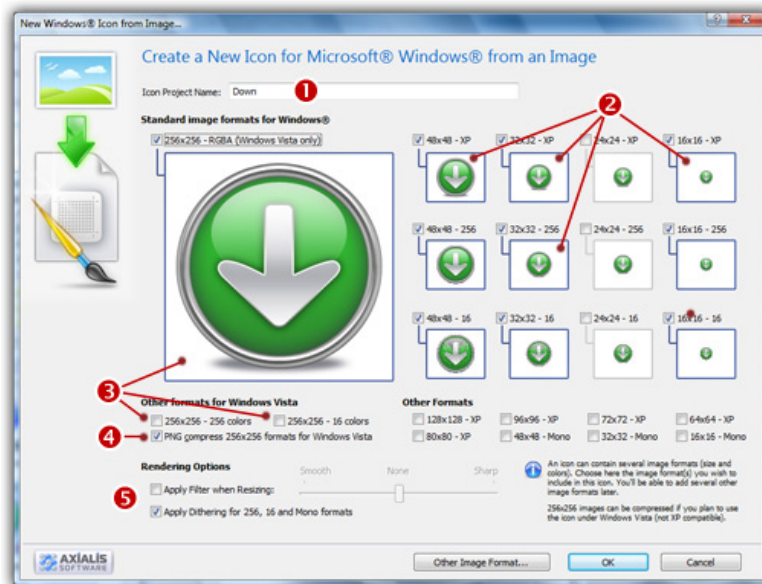 New Windows® Icon from Image...
Create a New Icon for Microsoft® Windows® from an Image
Icon Project Name: Down
1
2
Standard image formats for Windows®
256x256 - RGBA (Windows Vista only)
48x48 - XP 32x32 - XP 24x24 - XP 16x16 - XP
48x48 - 256 32x32 - 256 24x24 - 256 16x16 - 256
48x48 - 16 32x32 - 16 24x24 - 16 16x16 - 16
3
Other formats for Windows Vista
256x256 - 256 colors 256x256 - 16 colors
4
PNG compress 256x256 formats for Windows Vista
Other Formats
128x128 - XP 96x96 - XP 72x72 - XP 64x64 - XP
80x80 - XP 48x48 - Mono 32x32 - Mono 16x16 - Mono
Rendering Options
Smooth None Sharp
5
Apply Filter when Resizing:
Apply Dithering for 256, 16 and Mono formats
An icon can contain several image formats (size and
colors). Choose here the image format(s) you wish to
include in this icon. You'll be able to add several other
image formats later.
256x256 images can be compressed if you plan to use
the icon under Windows Vista (not XP compatible).
AXIALIS
SOFTWARE
Other Image Format... OK Cancel